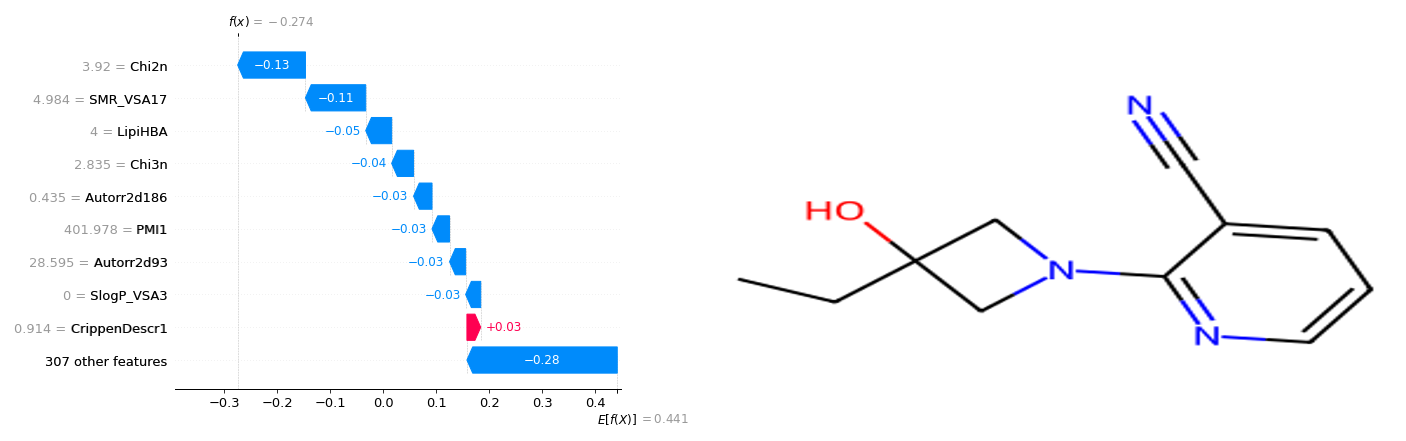 f(x) = −0.274
3.92 = Chi2n
−0.13
4.984 = SMR_VSA17
−0.11
4 = LipiHBA
−0.05
2.835 = Chi3n
−0.04
0.435 = Autorr2d186
−0.03
401.978 = PMI1
−0.03
28.595 = Autorr2d93
−0.03
0 = SlogP_VSA3
−0.03
0.914 = CrippenDescr1
+0.03
307 other features
−0.28
−0.3 −0.2 −0.1 0.0 0.1 0.2 0.3 0.4
E[f(X)] = 0.441
N
HO
N
N